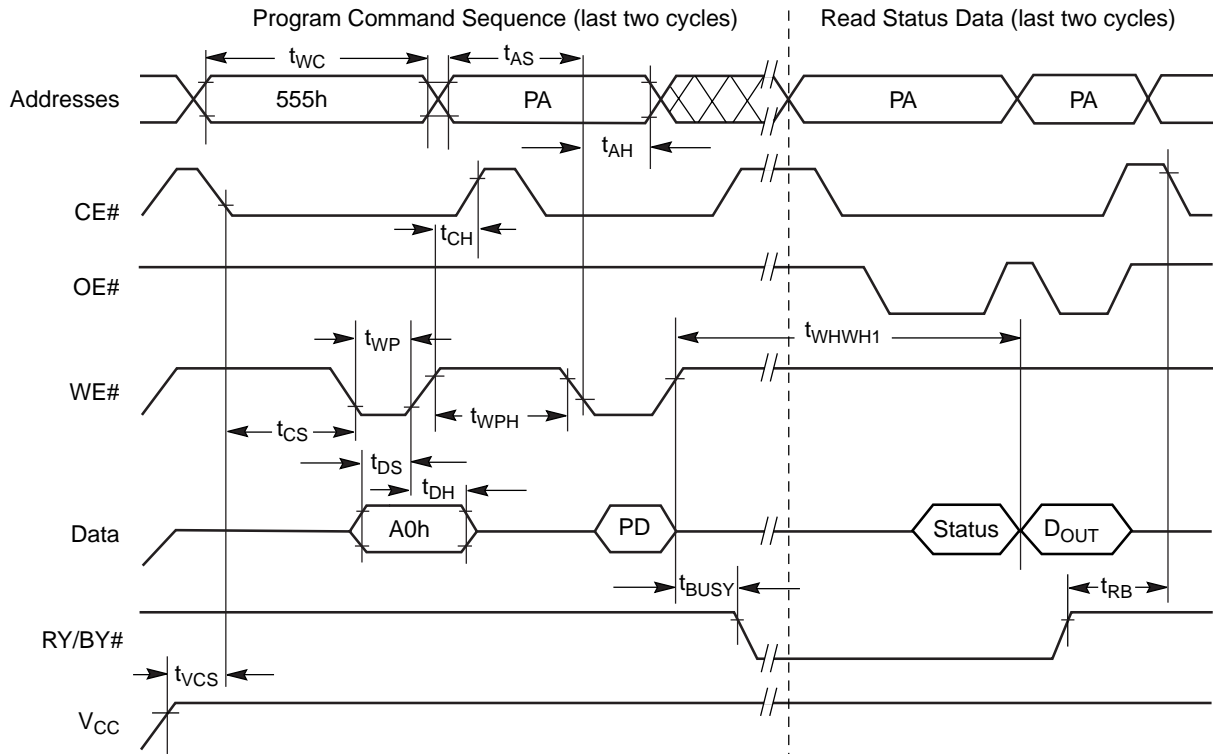 Program Command Sequence (last two cycles)
Read Status Data (last two cycles)
tWC
tAS
Addresses
555h
PA
PA
PA
tAH
CE#
tCH
OE#
tWP
tWHWH1
WE#
tWPH
tCS
tDS
tDH
Data
A0h
PD
Status
DOUT
tBUSY
tRB
RY/BY#
tVCS
VCC